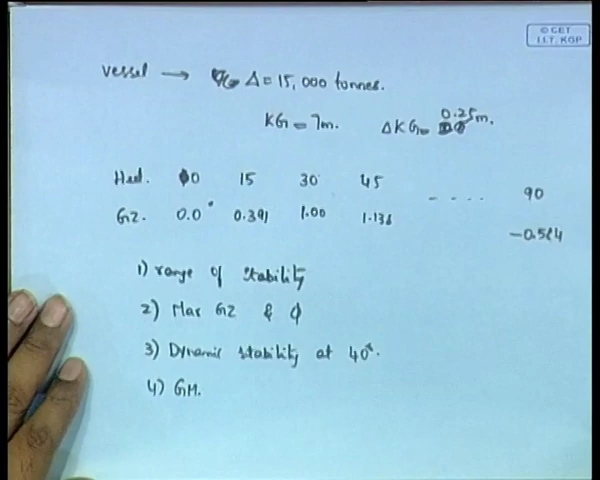 © CET
I.I.T. KGP
vessel → Δ = 15,000 tonnes.
KG = 7m. ΔKG = 0.25m.
Heel. 0 15 30 45 - - - - 90
GZ. 0.0 0.391 1.00 1.136 -0.564
1) range of stability
2) Max GZ & ϕ
3) Dynamic stability at 40°.
4) GM.